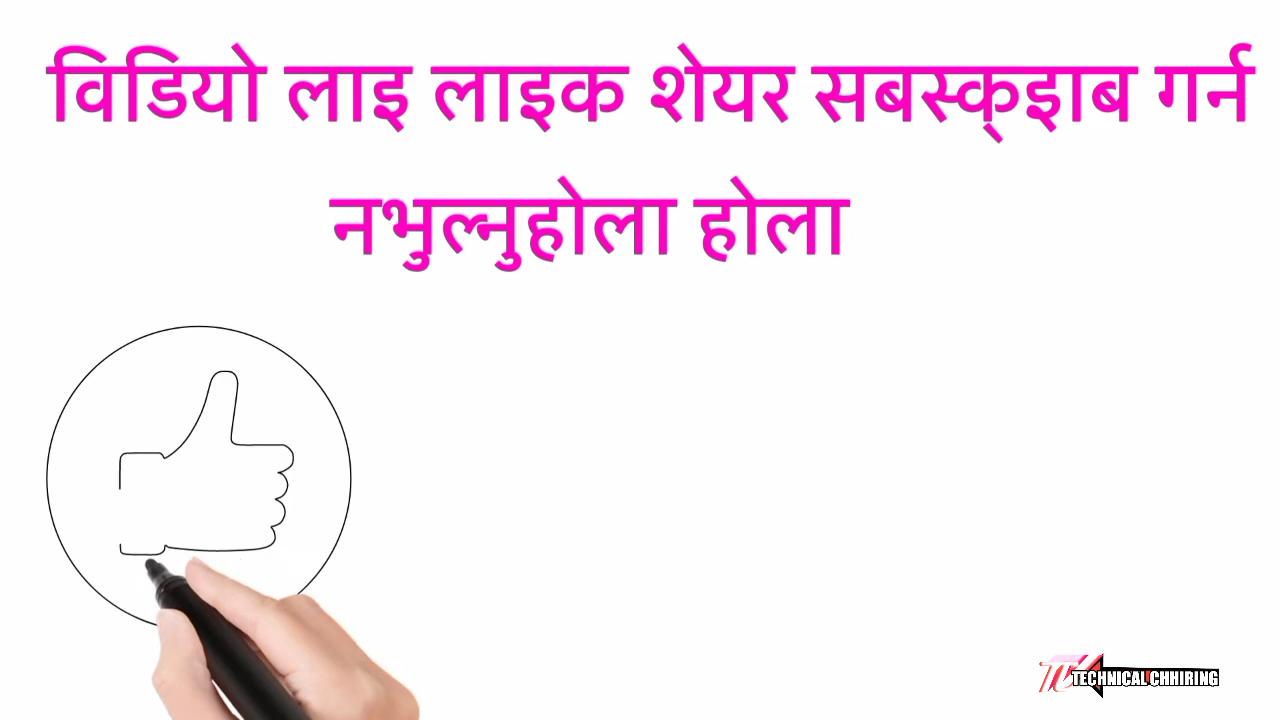 विडियो लाइ लाइक शेयर सबस्क्इाब गर्न
नभुल्नुहोला होला
TECHNICAL CHHIRING